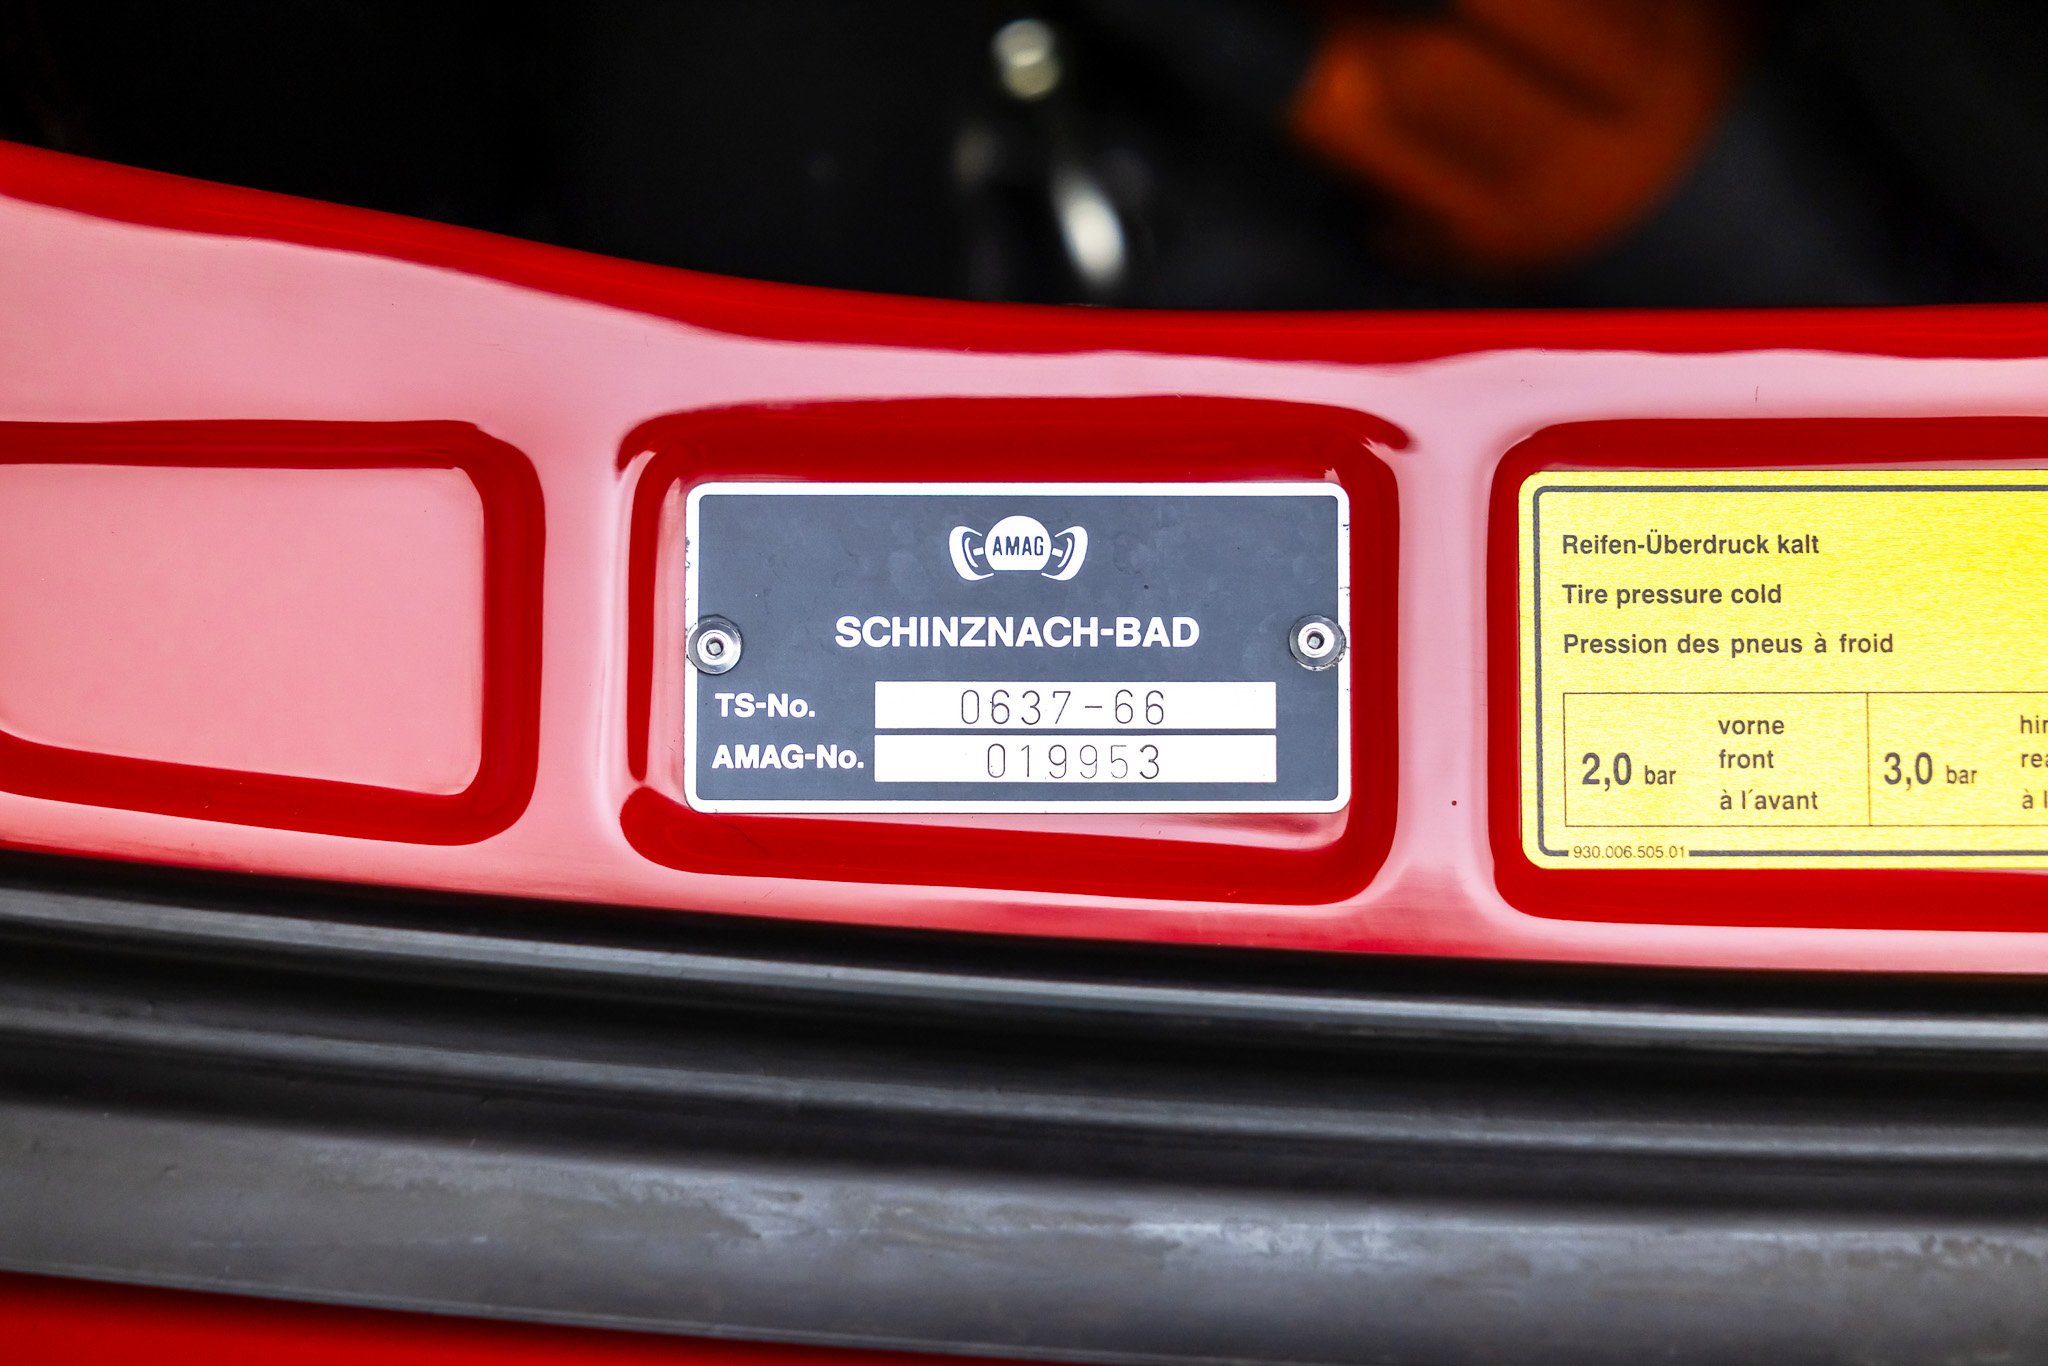 AMAG
SCHINZNACH-BAD
TS-No. 0637-66
AMAG-No. 019953
Reifen-Überdruck kalt
Tire pressure cold
Pression des pneus à froid
2,0 bar
vorne
front
à l'avant
3,0 bar
930.006.505.01